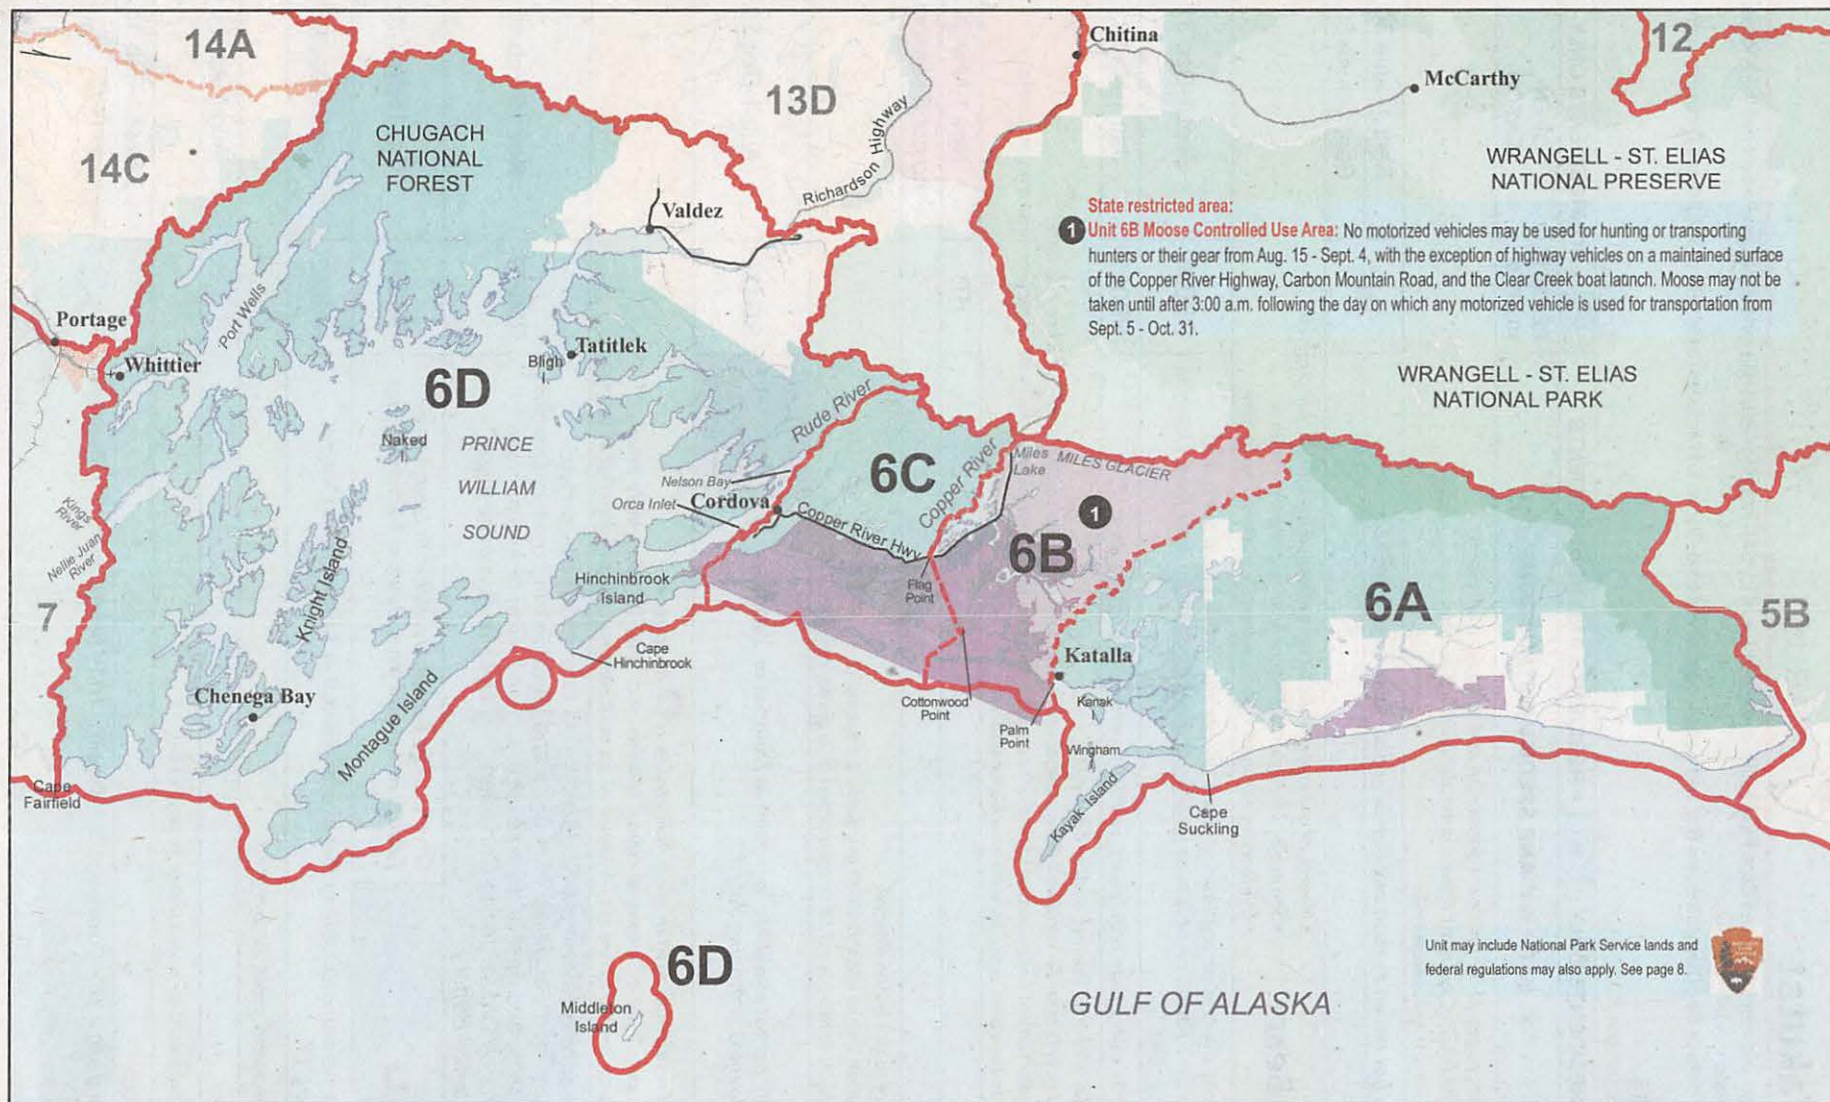 14A
13D
Chitina
12
McCarthy
CHUGACH
NATIONAL
FOREST
14C
Richardson Highway
WRANGELL - ST. ELIAS
NATIONAL PRESERVE
Valdez
State restricted area:
1 Unit 6B Moose Controlled Use Area: No motorized vehicles may be used for hunting or transporting
hunters or their gear from Aug. 15 - Sept. 4, with the exception of highway vehicles on a maintained surface
of the Copper River Highway, Carbon Mountain Road, and the Clear Creek boat launch. Moose may not be
taken until after 3:00 a.m. following the day on which any motorized vehicle is used for transportation from
Sept. 5 - Oct. 31.
Portage
Port Wells
Whittier
Tatitlek
Bligh
I
6D
WRANGELL - ST. ELIAS
NATIONAL PARK
Rude River
Naked
I
PRINCE
WILLIAM
SOUND
6C
Copper River
Miles
Lake
MILES GLACIER
Nelson Bay
Orca Inlet
Cordova
Copper River Hwy
1
6B
Kings
River
Nellie Juan
River
Knight Island
Hinchinbrook
Island
Flag
Point
6A
7
5B
Cape
Hinchinbrook
Katalla
Chenega Bay
Montague Island
Cottonwood
Point
Kanak
I
Palm
Point
Wingham
I
Cape
Fairfield
Kayak Island
Cape
Suckling
6D
Middleton
Island
GULF OF ALASKA
Unit may include National Park Service lands and
federal regulations may also apply. See page 8.